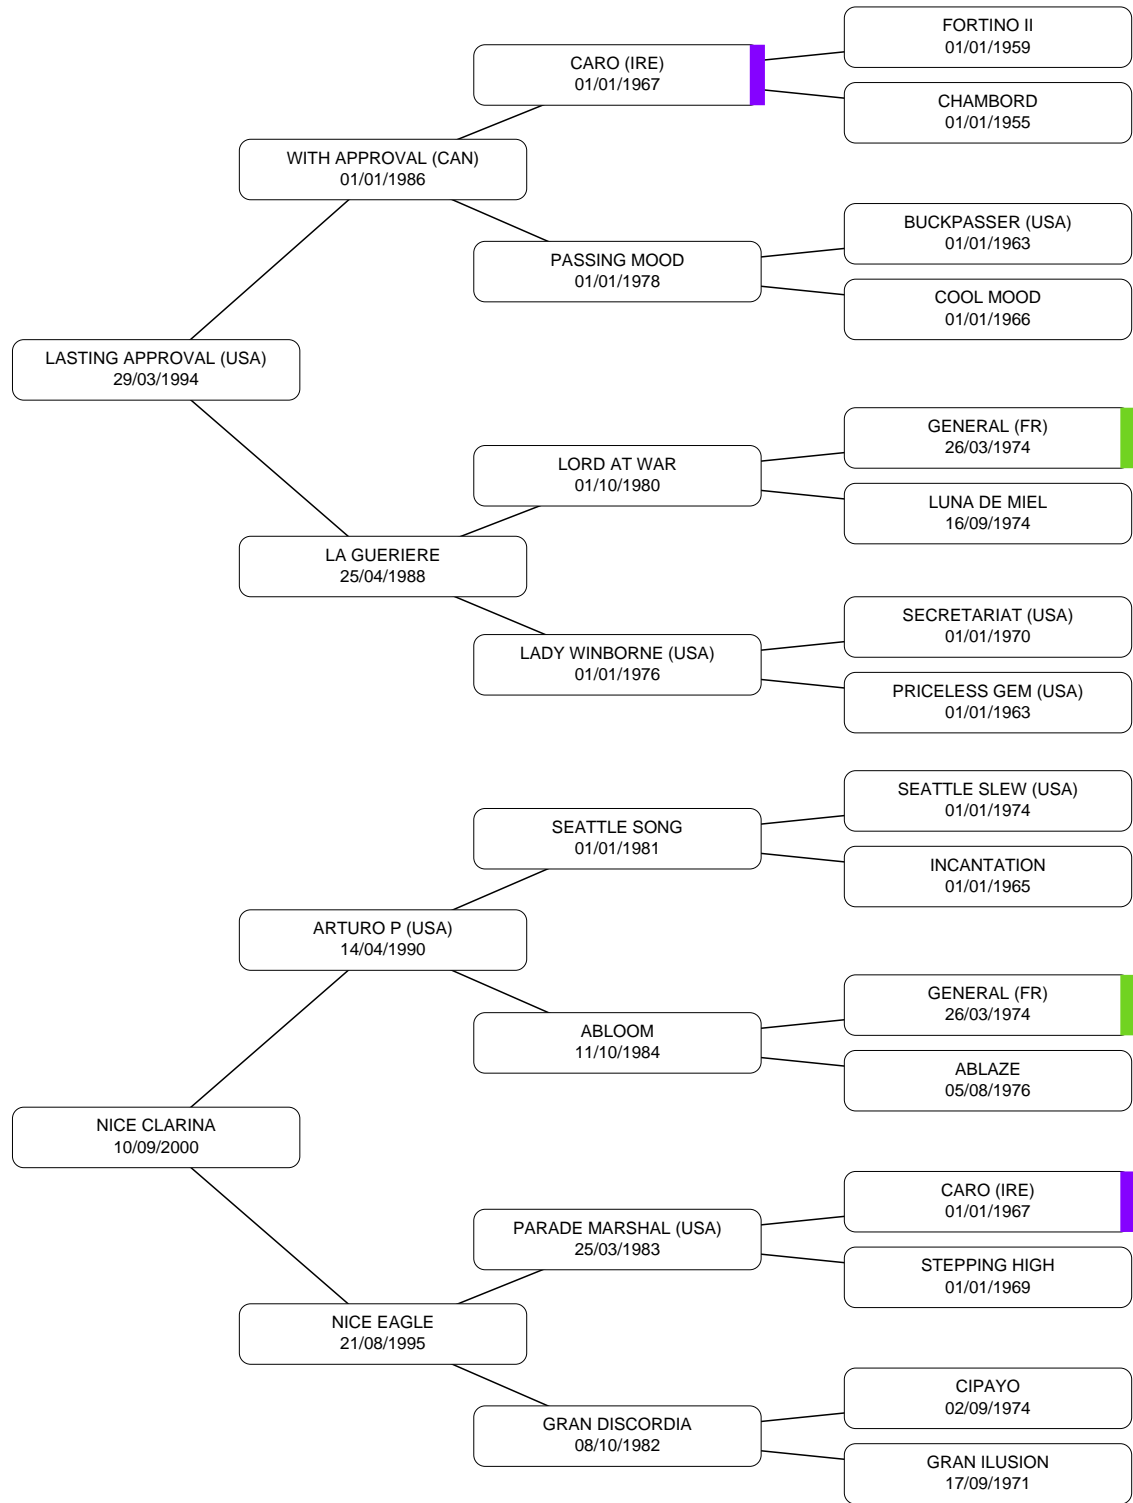 FORTINO II
01/01/1959
CARO (IRE)
01/01/1967
CHAMBORD
01/01/1955
WITH APPROVAL (CAN)
01/01/1986
BUCKPASSER (USA)
01/01/1963
PASSING MOOD
01/01/1978
COOL MOOD
01/01/1966
LASTING APPROVAL (USA)
29/03/1994
GENERAL (FR)
26/03/1974
LORD AT WAR
01/10/1980
LUNA DE MIEL
16/09/1974
LA GUERIERE
25/04/1988
SECRETARIAT (USA)
01/01/1970
LADY WINBORNE (USA)
01/01/1976
PRICELESS GEM (USA)
01/01/1963
SEATTLE SLEW (USA)
01/01/1974
SEATTLE SONG
01/01/1981
INCANTATION
01/01/1965
ARTURO P (USA)
14/04/1990
GENERAL (FR)
26/03/1974
ABLOOM
11/10/1984
ABLAZE
05/08/1976
NICE CLARINA
10/09/2000
CARO (IRE)
01/01/1967
PARADE MARSHAL (USA)
25/03/1983
STEPPING HIGH
01/01/1969
NICE EAGLE
21/08/1995
CIPAYO
02/09/1974
GRAN DISCORDIA
08/10/1982
GRAN ILUSION
17/09/1971